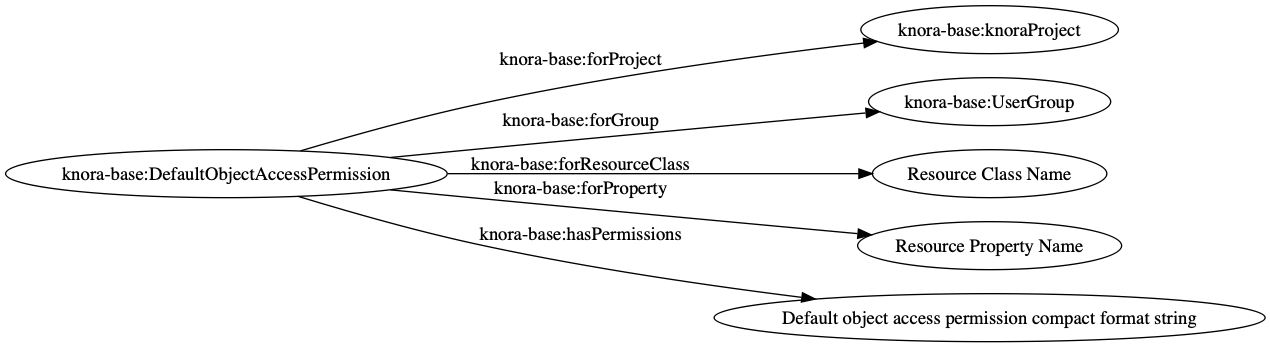 knora-base:knoraProject
knora-base:forProject
knora-base:UserGroup
knora-base:forGroup
knora-base:forResourceClass
knora-base:DefaultObjectAccessPermission
Resource Class Name
knora-base:forProperty
knora-base:hasPermissions
Resource Property Name
Default object access permission compact format string